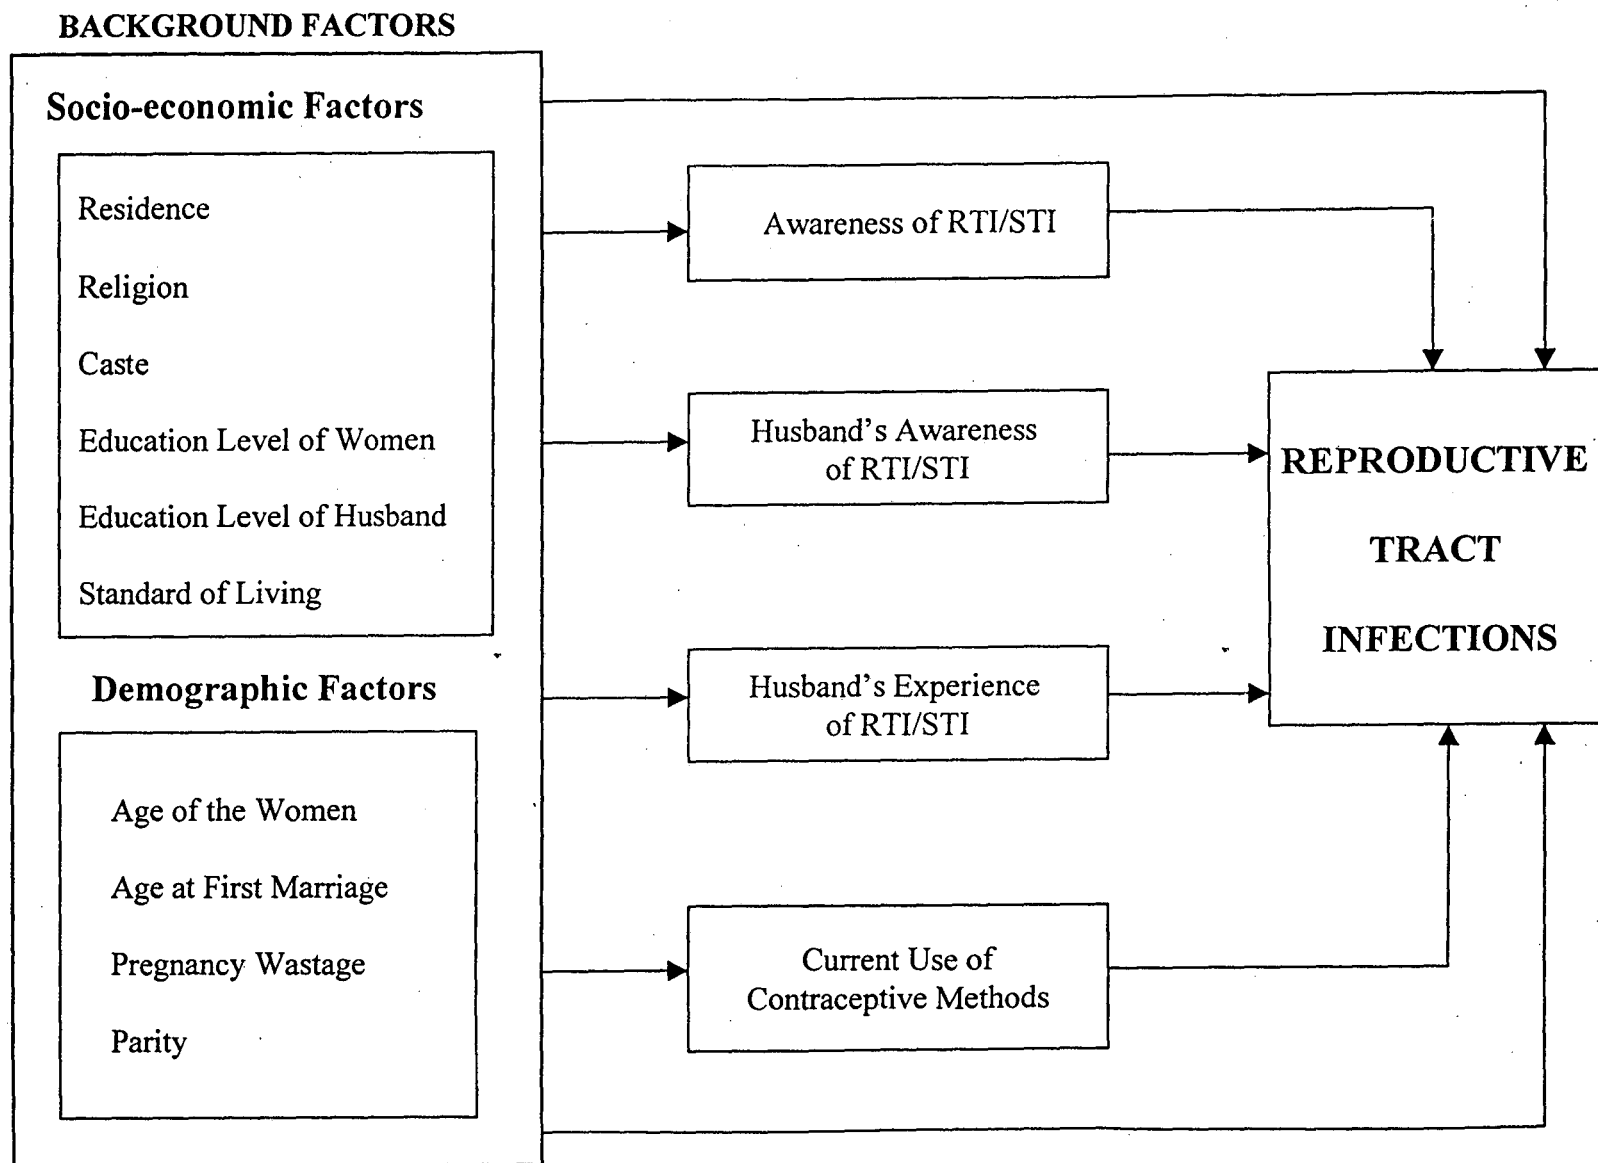 BACKGROUND FACTORS
Socio-economic Factors
Residence
Religion
Caste
Education Level of Women
Education Level of Husband
Standard of Living
Demographic Factors
Age of the Women
Age at First Marriage
Pregnancy Wastage
Parity
Awareness of RTI/STI
Husband's Awareness
of RTI/STI
Husband's Experience
of RTI/STI
Current Use of
Contraceptive Methods
REPRODUCTIVE
TRACT
INFECTIONS